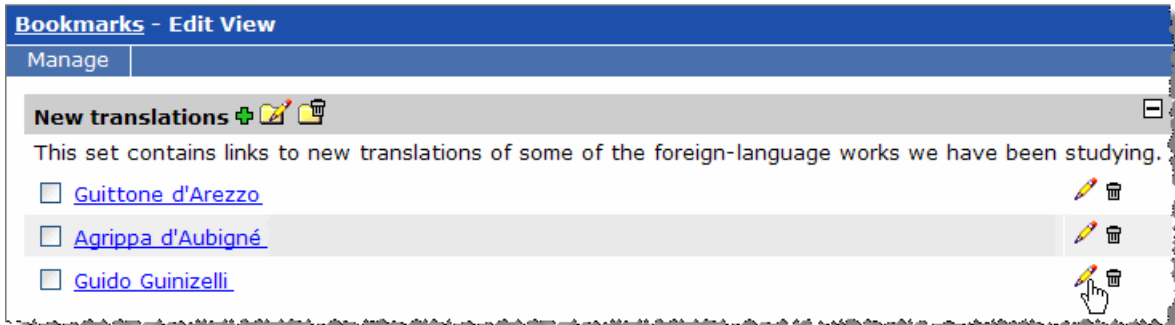 Bookmarks - Edit View
Manage
New translations
This set contains links to new translations of some of the foreign-language works we have been studying.
Guittone d'Arezzo
Agrippa d'Aubigné
Guido Guinizelli